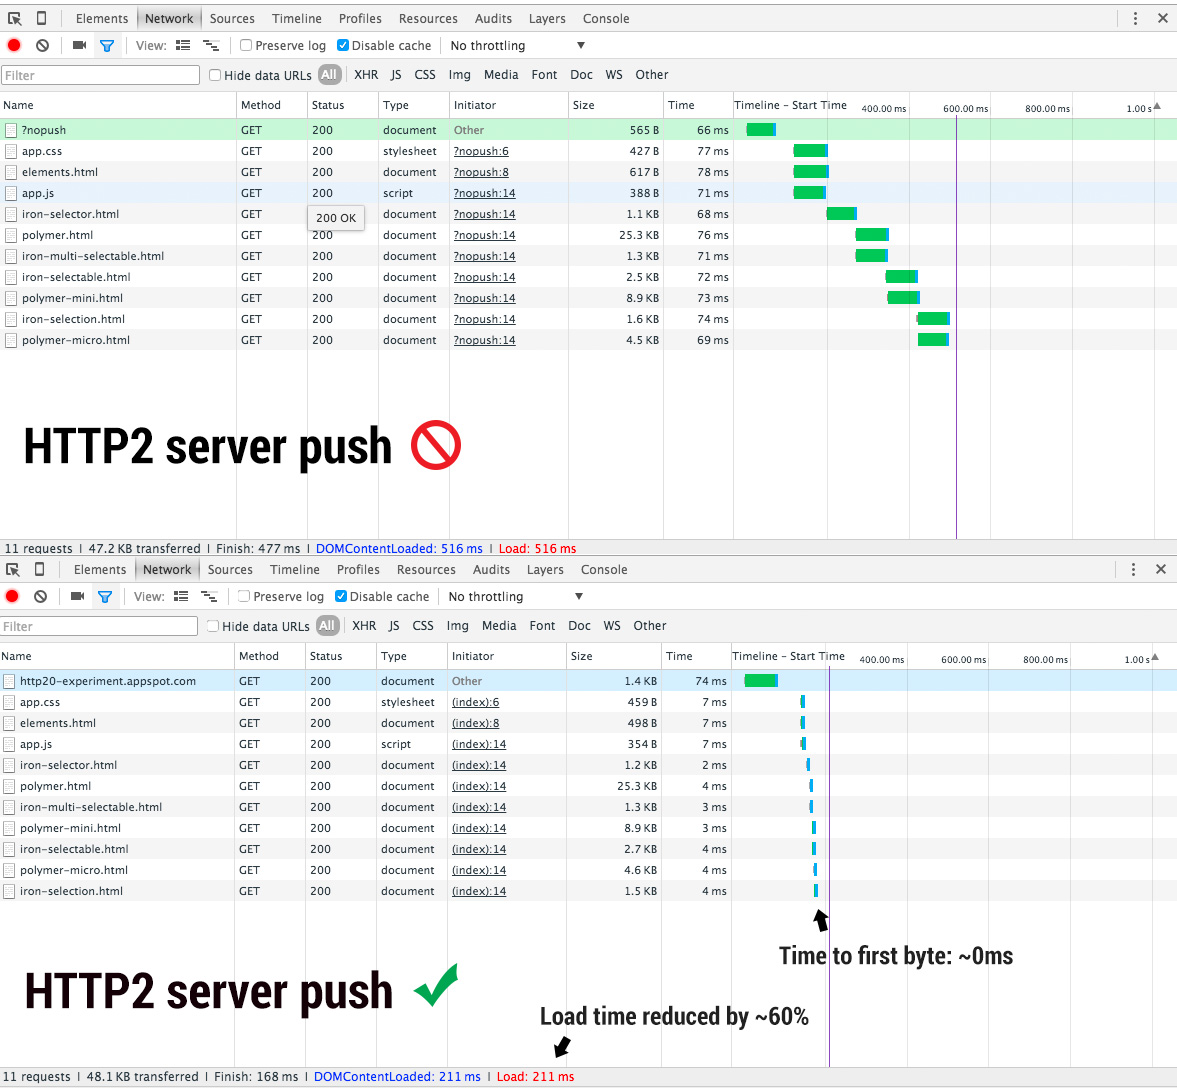 Elements Network Sources Timeline Profiles Resources Audits Layers Console
View: Preserve log Disable cache No throttling
Filter Hide data URLs All XHR JS CSS Img Media Font Doc WS Other
Name Method Status Type Initiator Size Time Timeline – Start Time 400.00 ms 600.00 ms 800.00 ms 1.00 s
?nopush GET 200 document Other 565 B 66 ms
app.css GET 200 stylesheet ?nopush:6 427 B 77 ms
elements.html GET 200 document ?nopush:8 617 B 78 ms
app.js GET 200 script ?nopush:14 388 B 71 ms
iron-selector.html GET 200 OK document ?nopush:14 1.1 KB 68 ms
polymer.html GET 200 document ?nopush:14 25.3 KB 76 ms
iron-multi-selectable.html GET 200 document ?nopush:14 1.3 KB 71 ms
iron-selectable.html GET 200 document ?nopush:14 2.5 KB 72 ms
polymer-mini.html GET 200 document ?nopush:14 8.9 KB 73 ms
iron-selection.html GET 200 document ?nopush:14 1.6 KB 74 ms
polymer-micro.html GET 200 document ?nopush:14 4.5 KB 69 ms
HTTP2 server push
11 requests | 47.2 KB transferred | Finish: 477 ms | DOMContentLoaded: 516 ms | Load: 516 ms
Elements Network Sources Timeline Profiles Resources Audits Layers Console
View: Preserve log Disable cache No throttling
Filter Hide data URLs All XHR JS CSS Img Media Font Doc WS Other
Name Method Status Type Initiator Size Time Timeline – Start Time 400.00 ms 600.00 ms 800.00 ms 1.00 s
http20-experiment.appspot.com GET 200 document Other 1.4 KB 74 ms
app.css GET 200 stylesheet (index):6 459 B 7 ms
elements.html GET 200 document (index):8 498 B 7 ms
app.js GET 200 script (index):14 354 B 7 ms
iron-selector.html GET 200 document (index):14 1.2 KB 2 ms
polymer.html GET 200 document (index):14 25.3 KB 4 ms
iron-multi-selectable.html GET 200 document (index):14 1.3 KB 3 ms
polymer-mini.html GET 200 document (index):14 8.9 KB 3 ms
iron-selectable.html GET 200 document (index):14 2.7 KB 4 ms
polymer-micro.html GET 200 document (index):14 4.6 KB 4 ms
iron-selection.html GET 200 document (index):14 1.5 KB 4 ms
Time to first byte: ~0ms
HTTP2 server push
Load time reduced by ~60%
11 requests | 48.1 KB transferred | Finish: 168 ms | DOMContentLoaded: 211 ms | Load: 211 ms